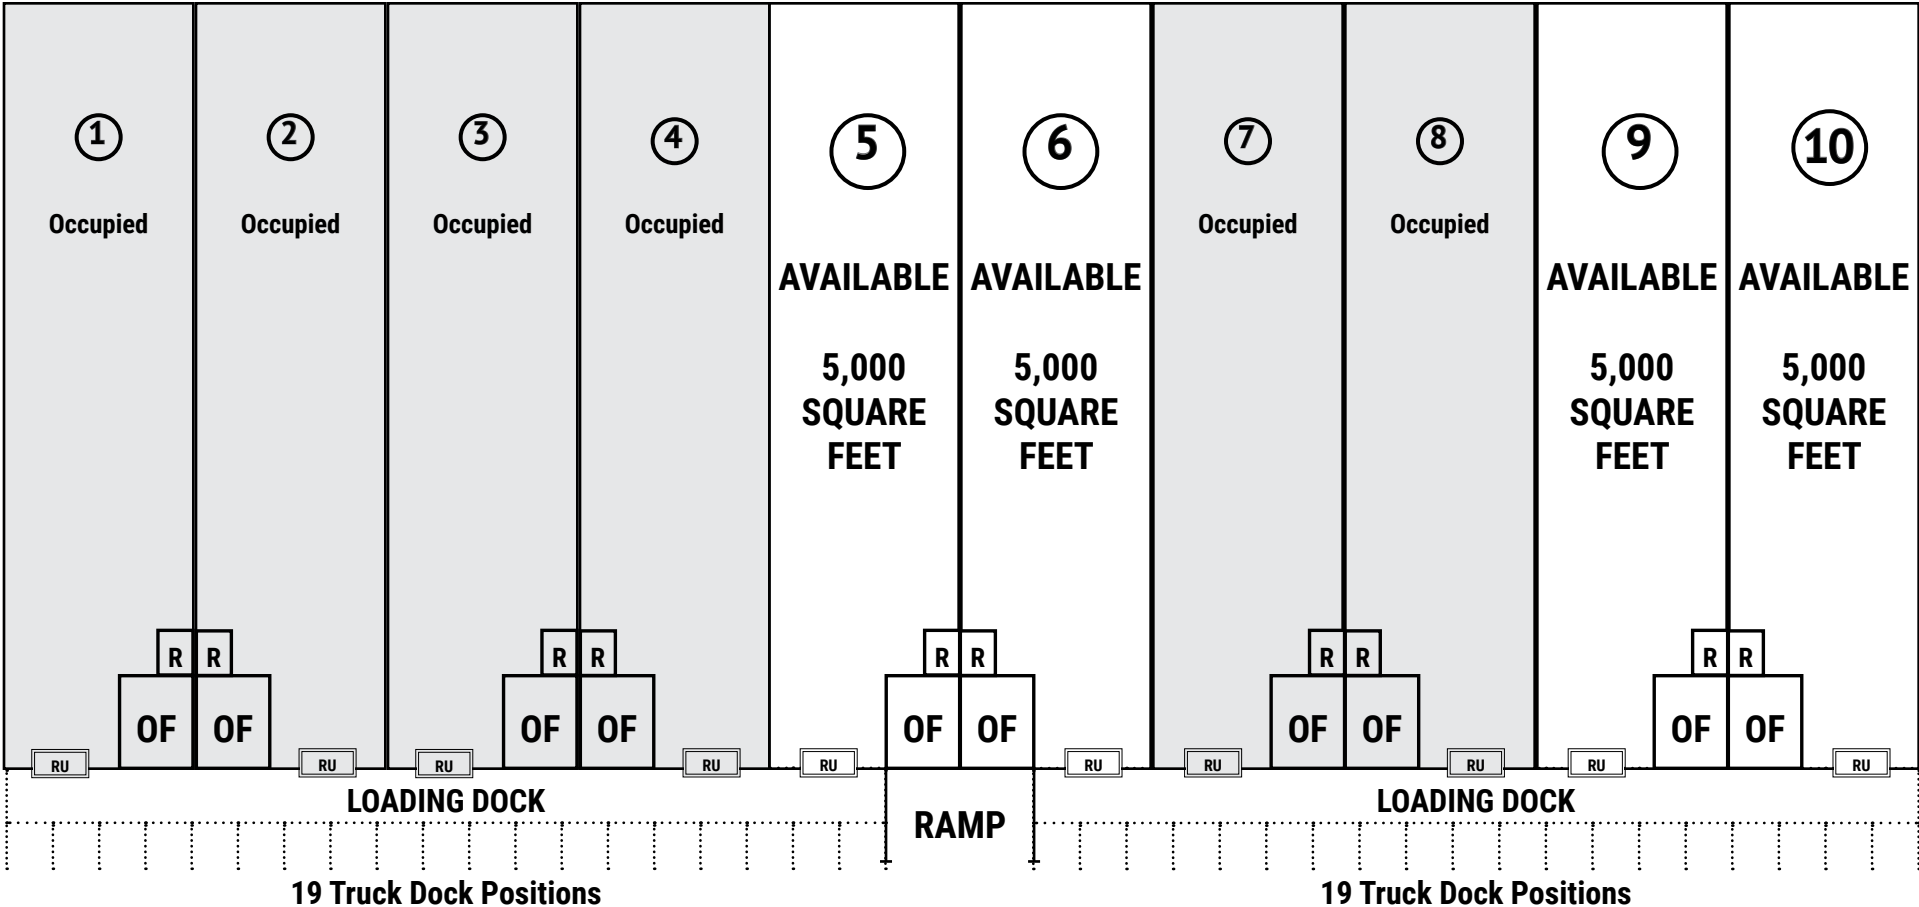 1
2
3
4
5
6
7
8
9
10
Occupied
Occupied
Occupied
Occupied
Occupied
Occupied
AVAILABLE
AVAILABLE
AVAILABLE
AVAILABLE
5,000
SQUARE
FEET
5,000
SQUARE
FEET
5,000
SQUARE
FEET
5,000
SQUARE
FEET
R
R
R
R
R
R
R
R
R
R
OF
OF
OF
OF
OF
OF
OF
OF
OF
OF
RU
RU
RU
RU
RU
RU
RU
RU
RU
RU
LOADING DOCK
RAMP
LOADING DOCK
19 Truck Dock Positions
19 Truck Dock Positions